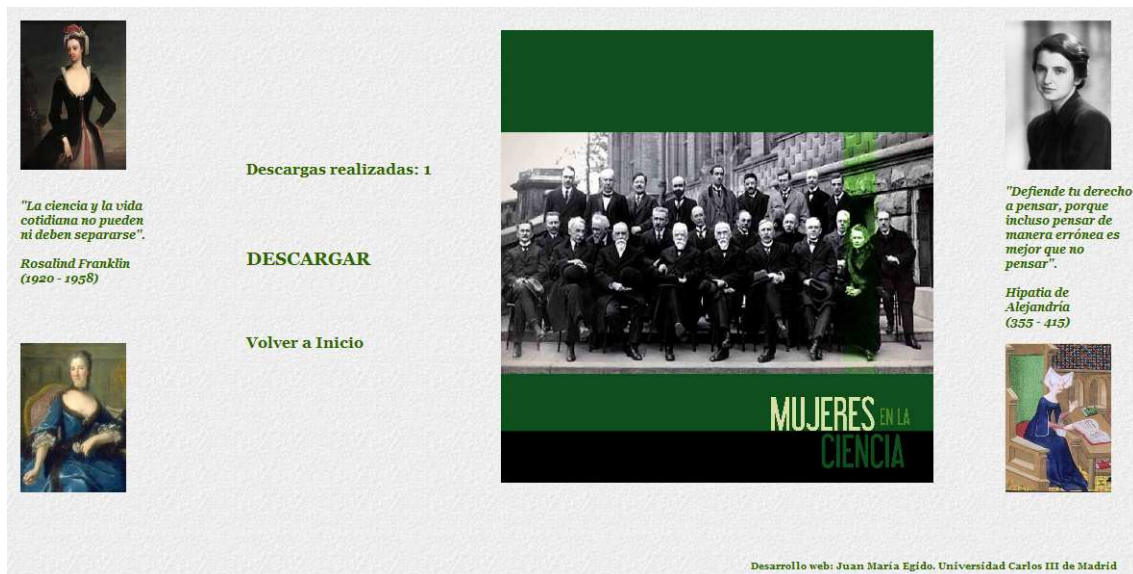 "La ciencia y la vida
cotidiana no pueden
ni deben separarse".
Rosalind Franklin
(1920 - 1958)
Descargas realizadas: 1
DESCARGAR
Volver a Inicio
MUJERES EN LA
CIENCIA
"Defiende tu derecho
a pensar, porque
incluso pensar de
manera errónea es
mejor que no
pensar".
Hipatia de
Alejandría
(355 - 415)
Desarrollo web: Juan María Egido. Universidad Carlos III de Madrid